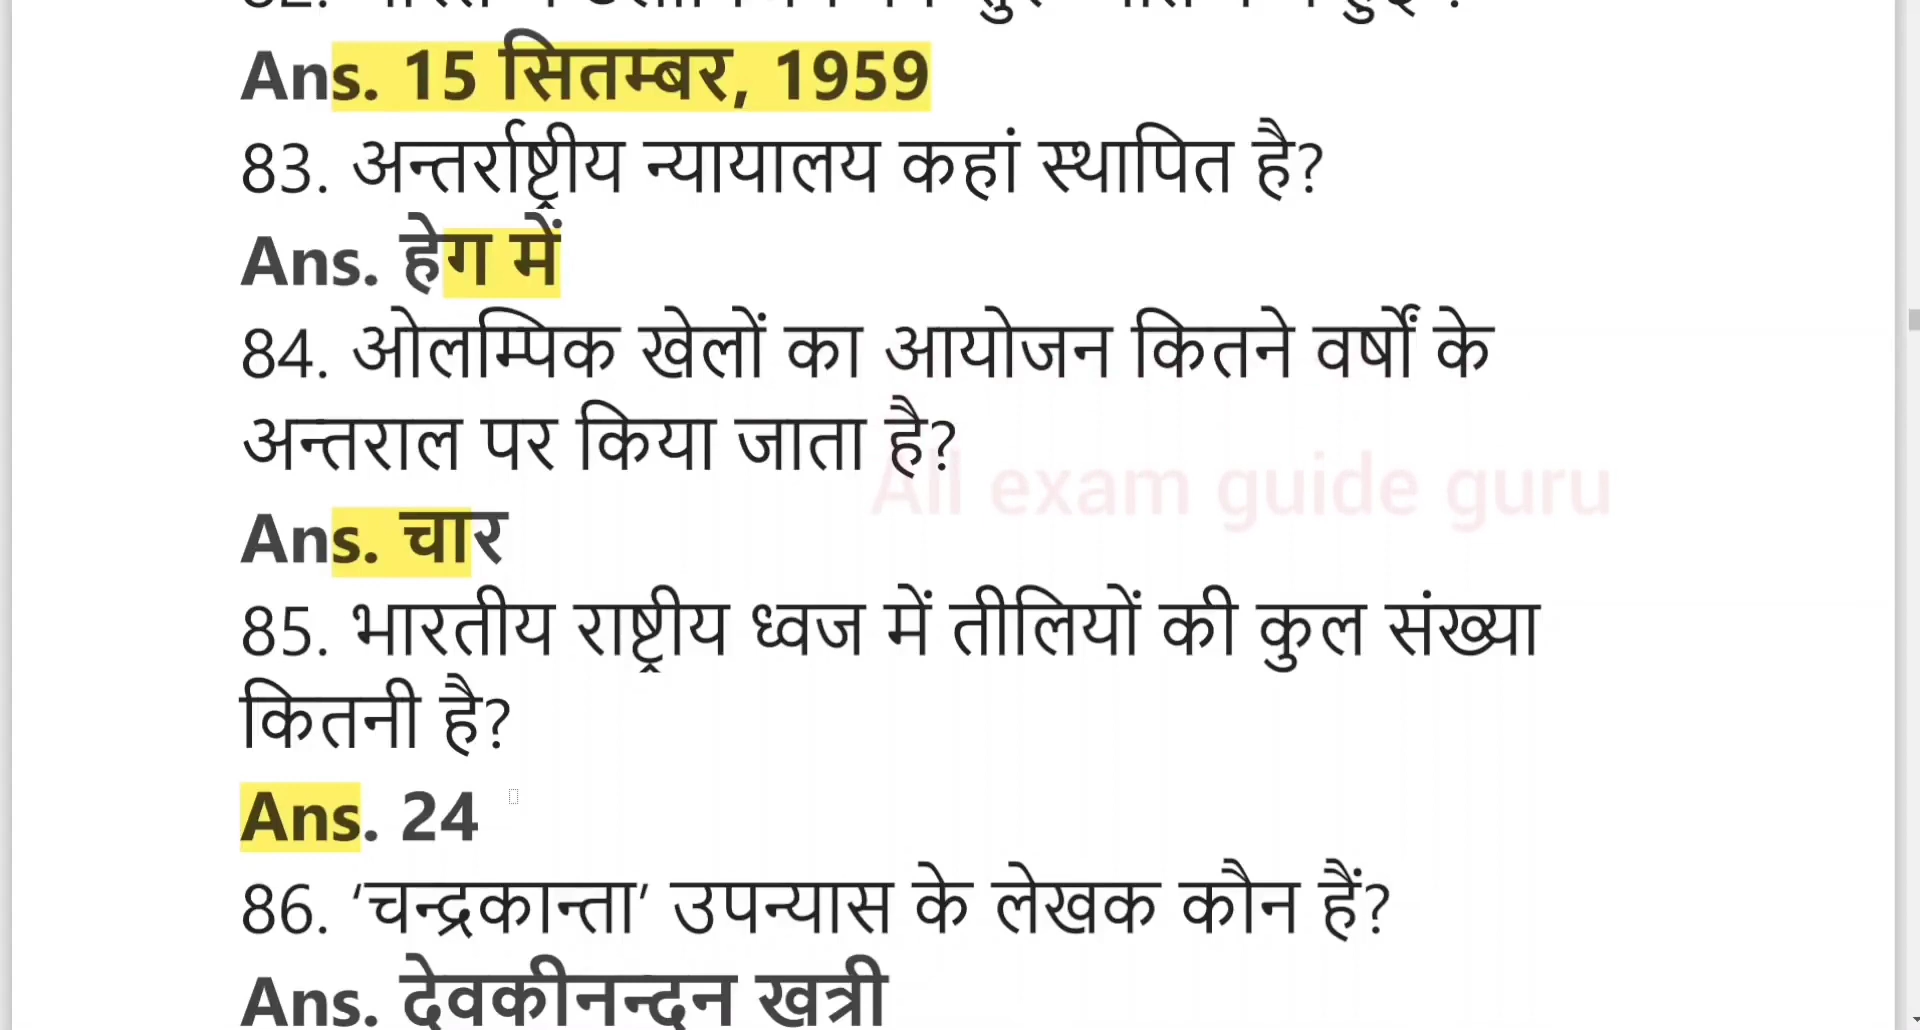 Ans. 15 सितम्बर, 1959
83. अन्तर्राष्ट्रीय न्यायालय कहां स्थापित है?
Ans. हेग में
84. ओलम्पिक खेलों का आयोजन कितने वर्षों के
अन्तराल पर किया जाता है?
All exam guide guru
Ans. चार
85. भारतीय राष्ट्रीय ध्वज में तीलियों की कुल संख्या
कितनी है?
Ans. 24
86. ‘चन्द्रकान्ता’ उपन्यास के लेखक कौन हैं?
Ans. देवकीनन्दन खत्री